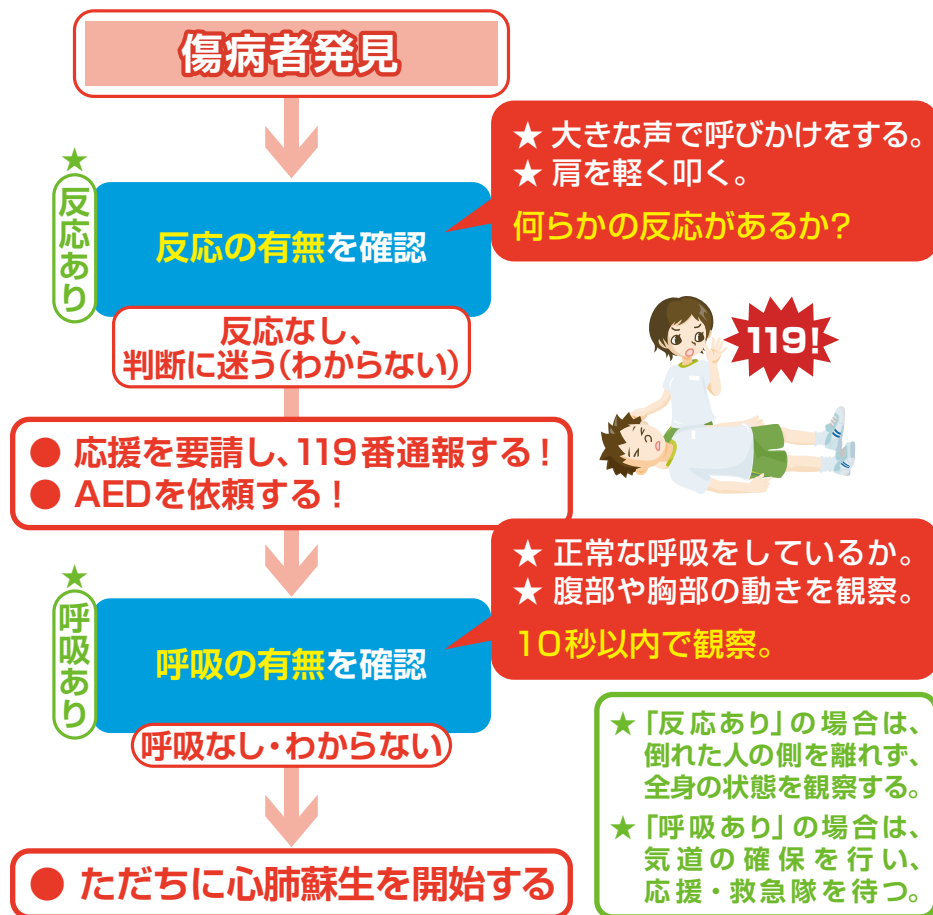 傷病者発見
★ 大きな声で呼びかけをする。
★ 肩を軽く叩く。
何らかの反応があるか?
★反応あり
反応の有無を確認
反応なし、
判断に迷う(わからない)
119!
● 応援を要請し、119番通報する!
● AEDを依頼する!
★ 正常な呼吸をしているか。
★ 腹部や胸部の動きを観察。
10秒以内で観察。
★呼吸あり
呼吸の有無を確認
呼吸なし・わからない
★「反応あり」の場合は、
倒れた人の側を離れず、
全身の状態を観察する。
★「呼吸あり」の場合は、
気道の確保を行い、
応援・救急隊を待つ。
● ただちに心肺蘇生を開始する